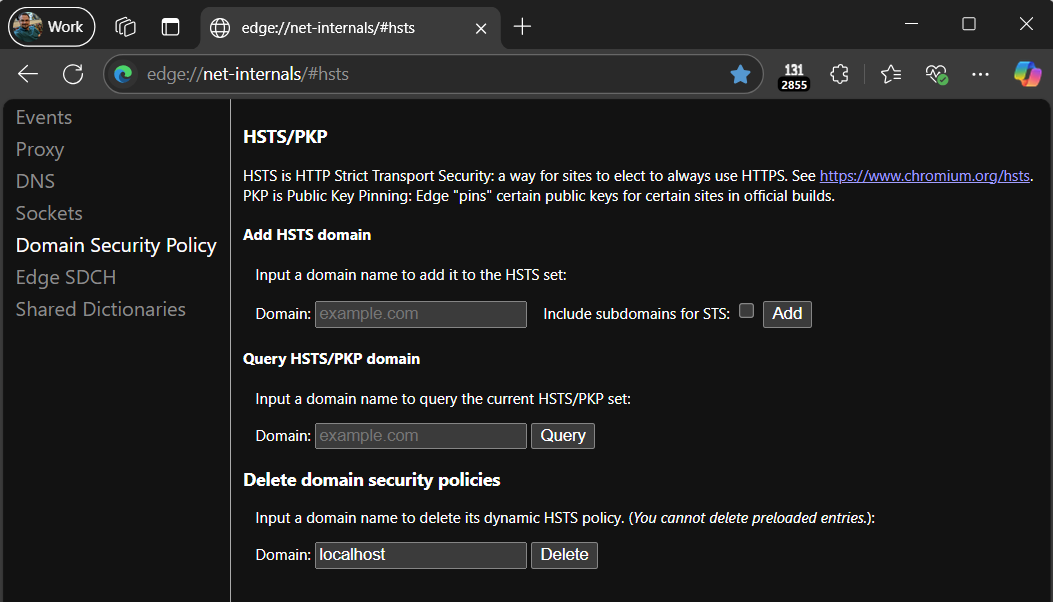 Work
edge://net-internals/#hsts
edge://net-internals/#hsts
131
2855
Events
Proxy
DNS
Sockets
Domain Security Policy
Edge SDCH
Shared Dictionaries
HSTS/PKP
HSTS is HTTP Strict Transport Security: a way for sites to elect to always use HTTPS. See https://www.chromium.org/hsts.
PKP is Public Key Pinning: Edge "pins" certain public keys for certain sites in official builds.
Add HSTS domain
Input a domain name to add it to the HSTS set:
Domain: example.com Include subdomains for STS: Add
Query HSTS/PKP domain
Input a domain name to query the current HSTS/PKP set:
Domain: example.com Query
Delete domain security policies
Input a domain name to delete its dynamic HSTS policy. (You cannot delete preloaded entries.):
Domain: localhost Delete